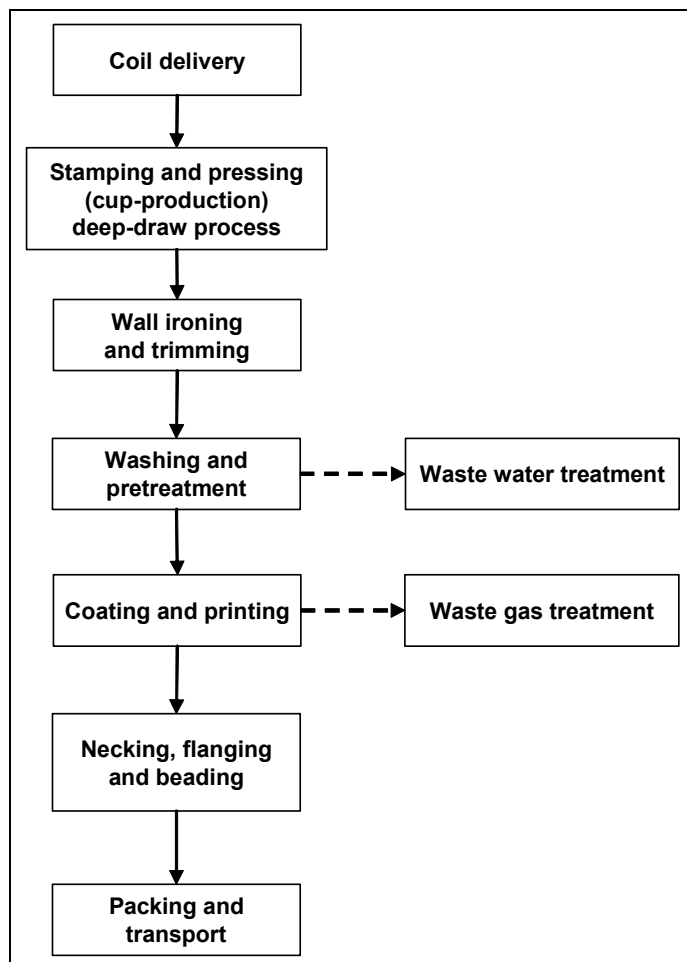 Coil delivery
Stamping and pressing
(cup-production)
deep-draw process
Wall ironing
and trimming
Washing and
pretreatment
Waste water treatment
Coating and printing
Waste gas treatment
Necking, flanging
and beading
Packing and
transport